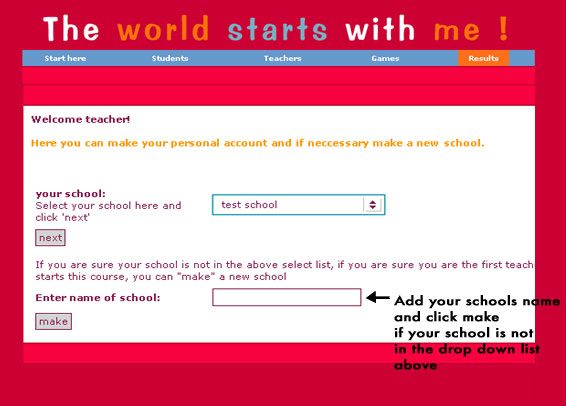 The world starts with me !
Start here Students Teachers Games Results
Welcome teacher!
Here you can make your personal account and if neccessary make a new school.
your school:
Select your school here and
click 'next'
test school
next
If you are sure your school is not in the above select list, if you are sure you are the first teach
starts this course, you can "make" a new school
Enter name of school:
make
Add your schools name
and click make
if your school is not
in the drop down list
above